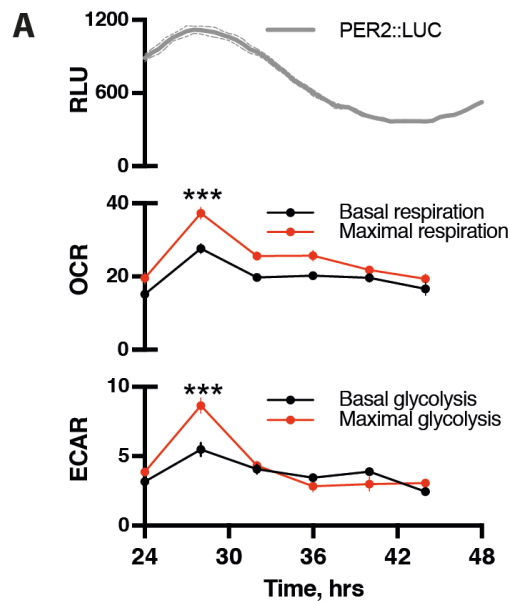 A
1200
600
0
RLU
PER2::LUC
40
20
0
OCR
***
Basal respiration
Maximal respiration
10
5
0
ECAR
***
Basal glycolysis
Maximal glycolysis
24 30 36 42 48
Time, hrs